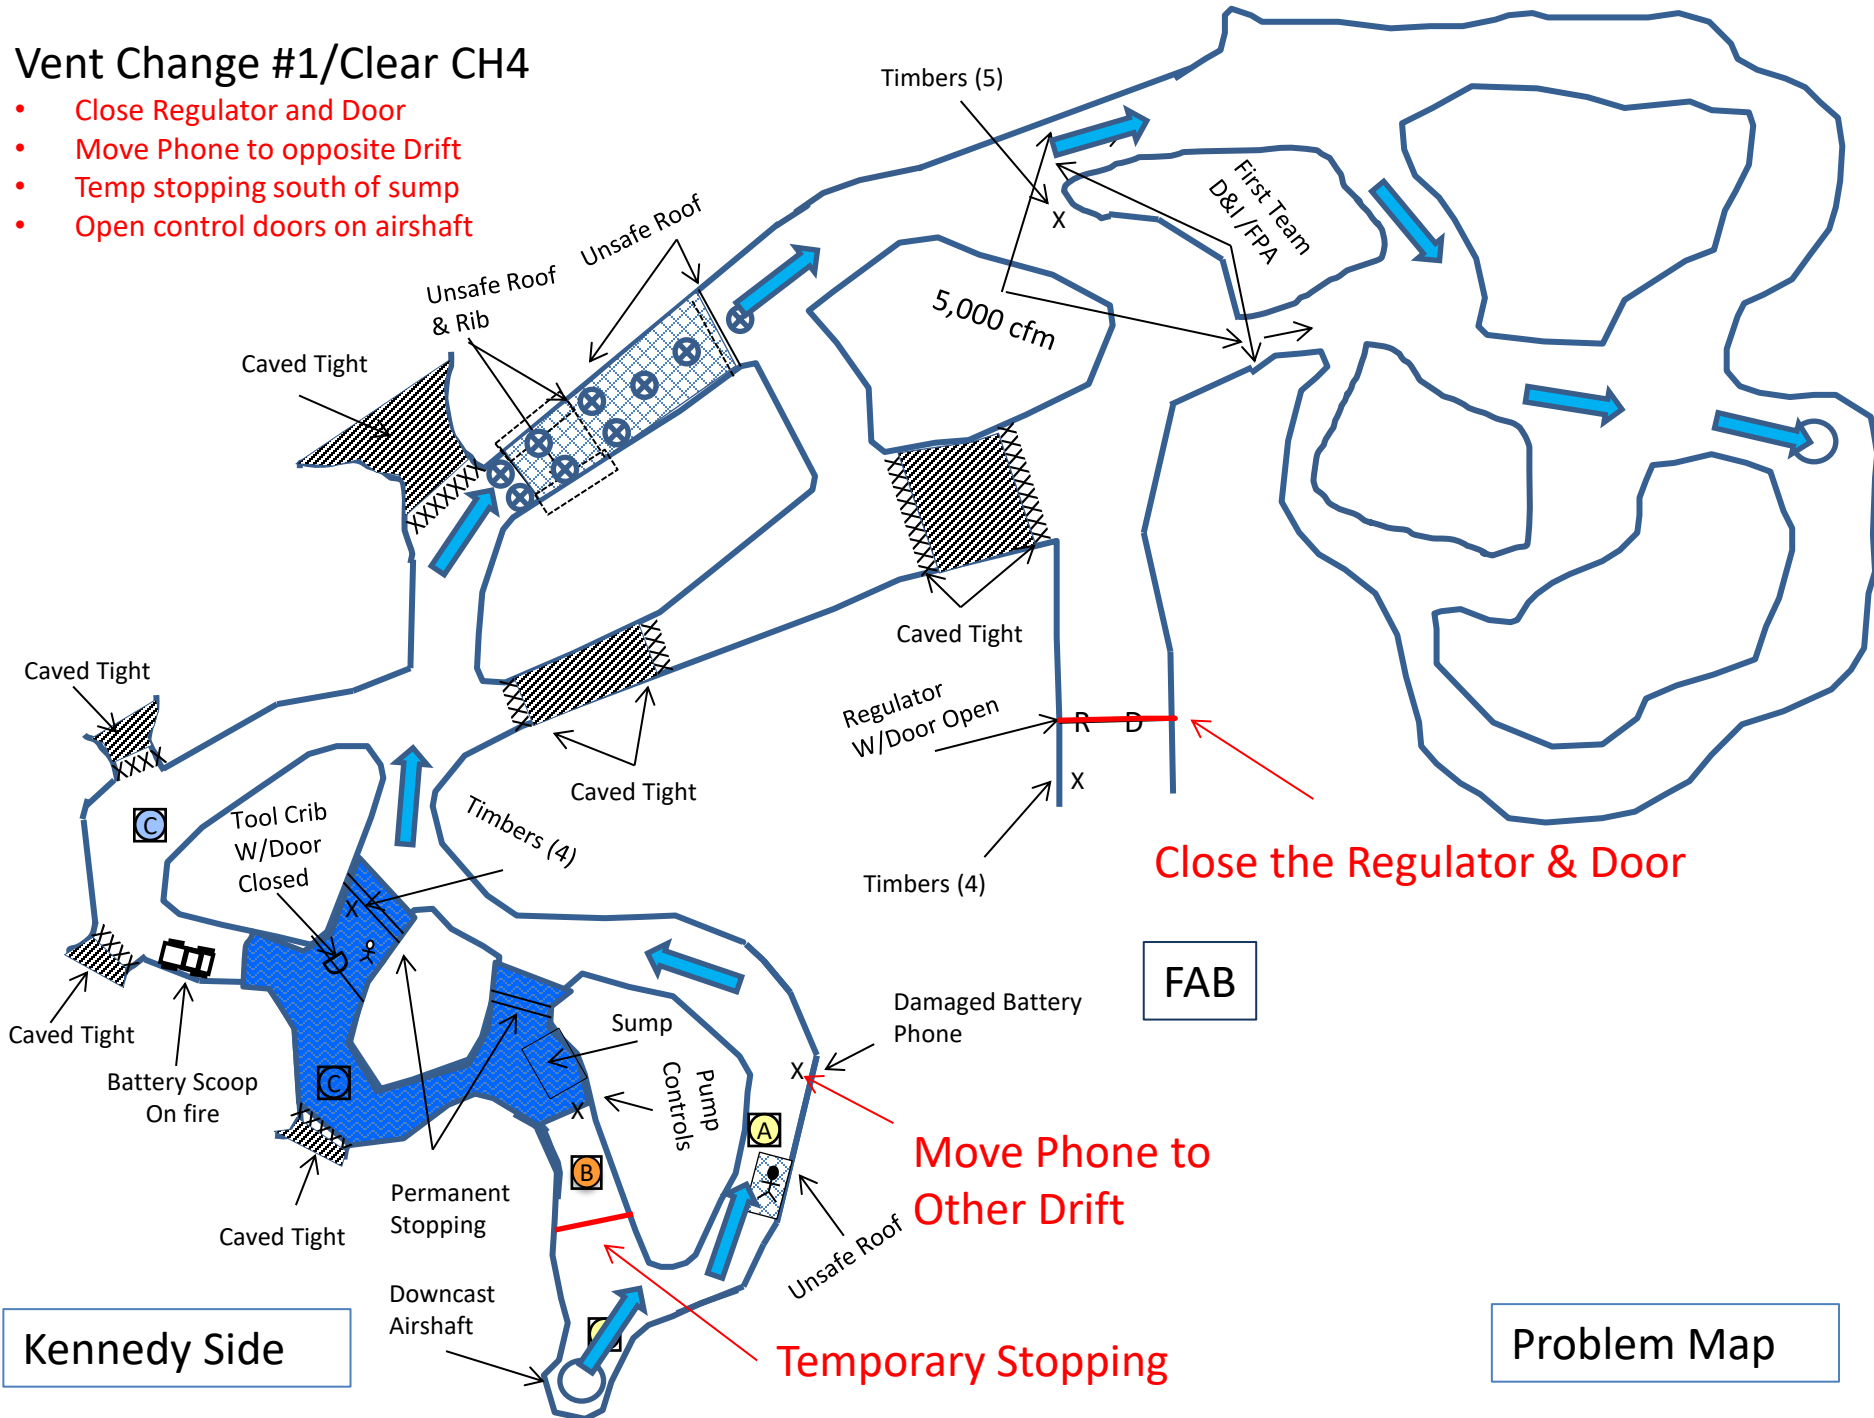 Vent Change #1/Clear CH4
• Close Regulator and Door
• Move Phone to opposite Drift
• Temp stopping south of sump
• Open control doors on airshaft
Timbers (5)
X
First Team
D&I /FPA
5,000 cfm
Unsafe Roof
Unsafe Roof
& Rib
Caved Tight
XXXXX
Caved Tight
Caved Tight
Caved Tight
XXXX
Regulator
W/Door Open
R D
X
Timbers (4)
Close the Regulator & Door
C
Tool Crib
W/Door
Closed
Timbers (4)
X
Caved Tight
Battery Scoop
On fire
C
Caved Tight
Permanent
Stopping
Sump
Pump
Controls
X
B
A
Damaged Battery
Phone
X
FAB
Move Phone to
Other Drift
Unsafe Roof
Downcast
Airshaft
Temporary Stopping
Kennedy Side
Problem Map